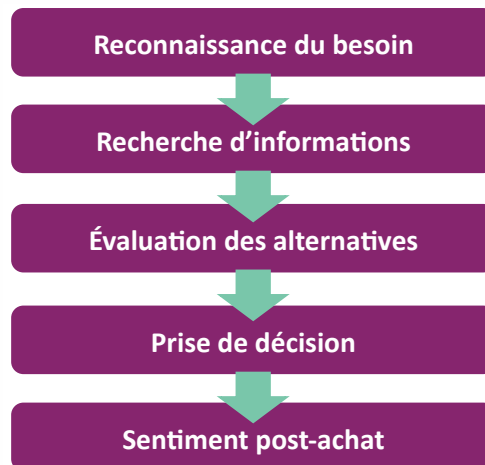 Reconnaissance du besoin
Recherche d’informations
Évaluation des alternatives
Prise de décision
Sentiment post-achat